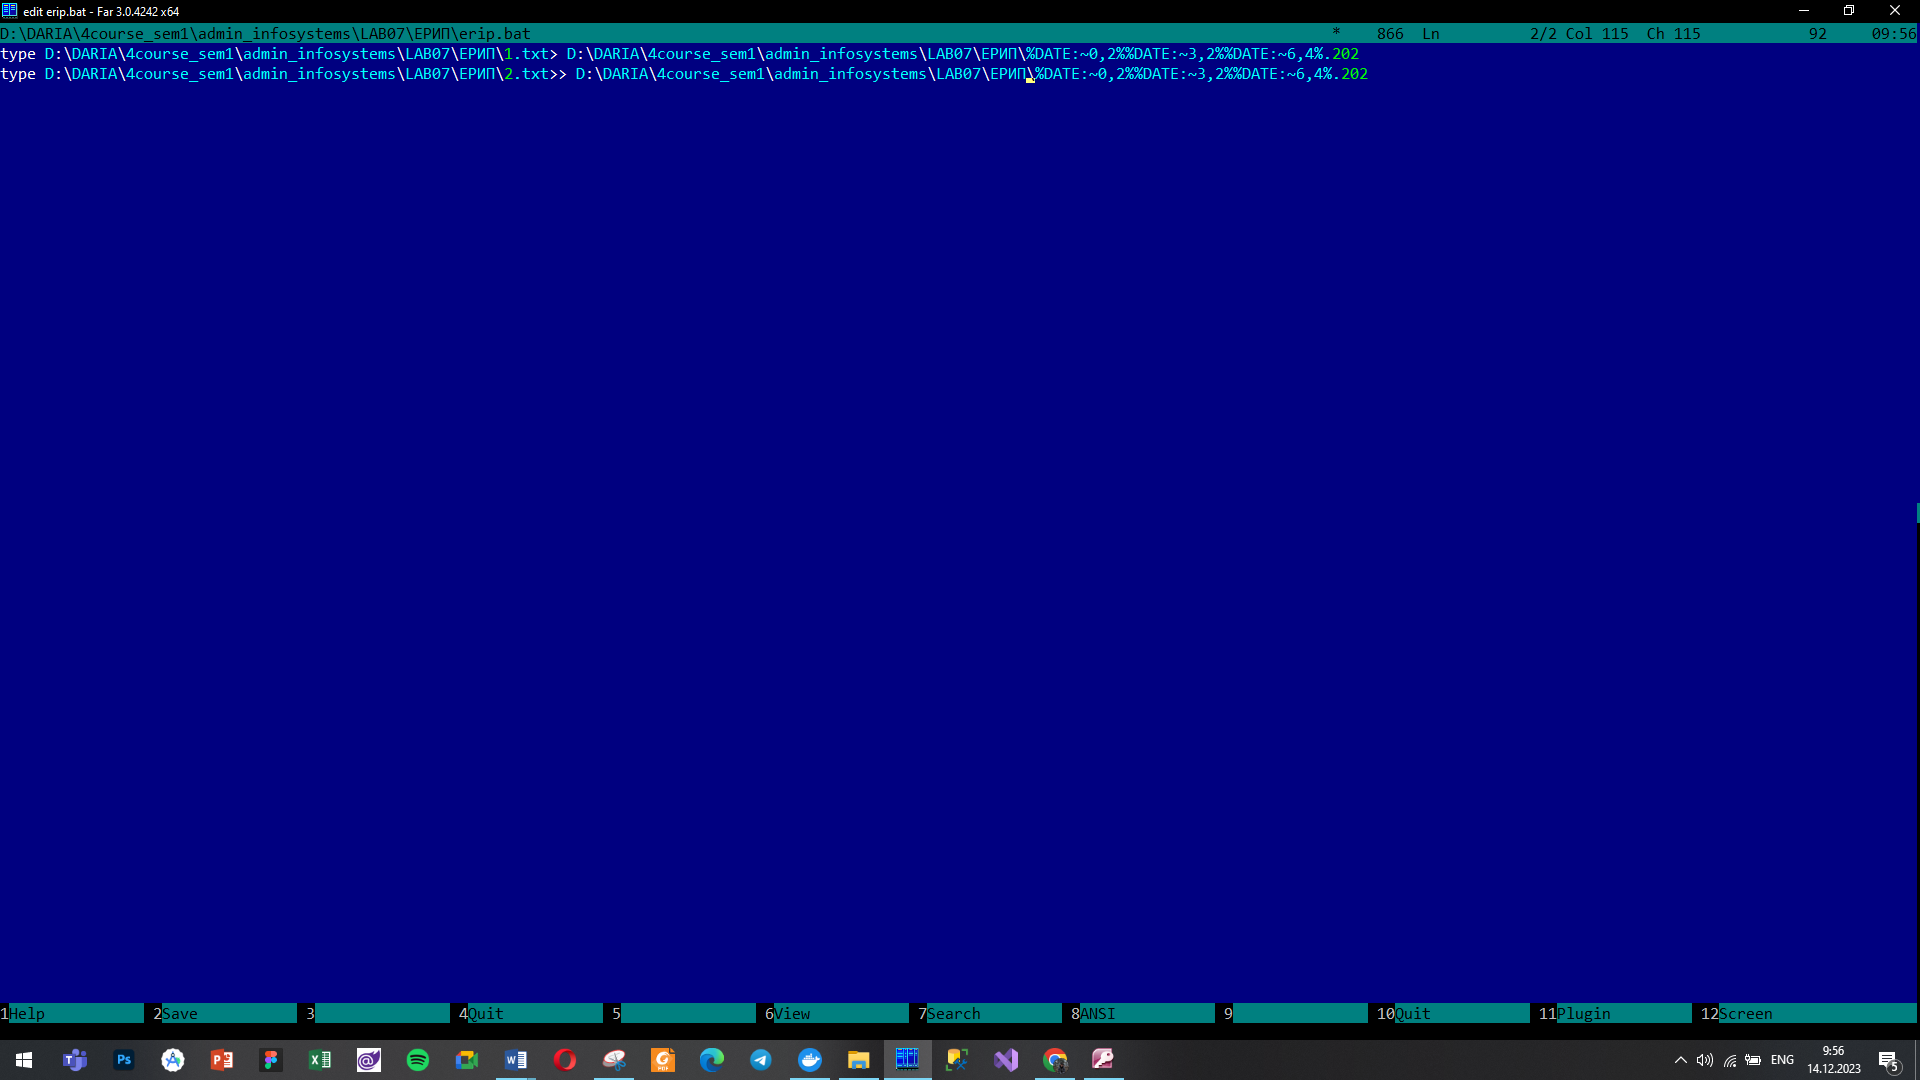 edit erip.bat - Far 3.0.4242 x64
D:\DARIA\4course_sem1\admin_infosystems\LAB07\ЕРИП\erip.bat * 866 Ln 2/2 Col 115 Ch 115 92 09:56
type D:\DARIA\4course_sem1\admin_infosystems\LAB07\ЕРИП\1.txt> D:\DARIA\4course_sem1\admin_infosystems\LAB07\ЕРИП\%DATE:~0,2%%DATE:~3,2%%DATE:~6,4%.202
type D:\DARIA\4course_sem1\admin_infosystems\LAB07\ЕРИП\2.txt>> D:\DARIA\4course_sem1\admin_infosystems\LAB07\ЕРИП\%DATE:~0,2%%DATE:~3,2%%DATE:~6,4%.202
1Help 2Save 3 4Quit 5 6View 7Search 8ANSI 9 10Quit 11Plugin 12Screen
ENG
9:56
14.12.2023
5